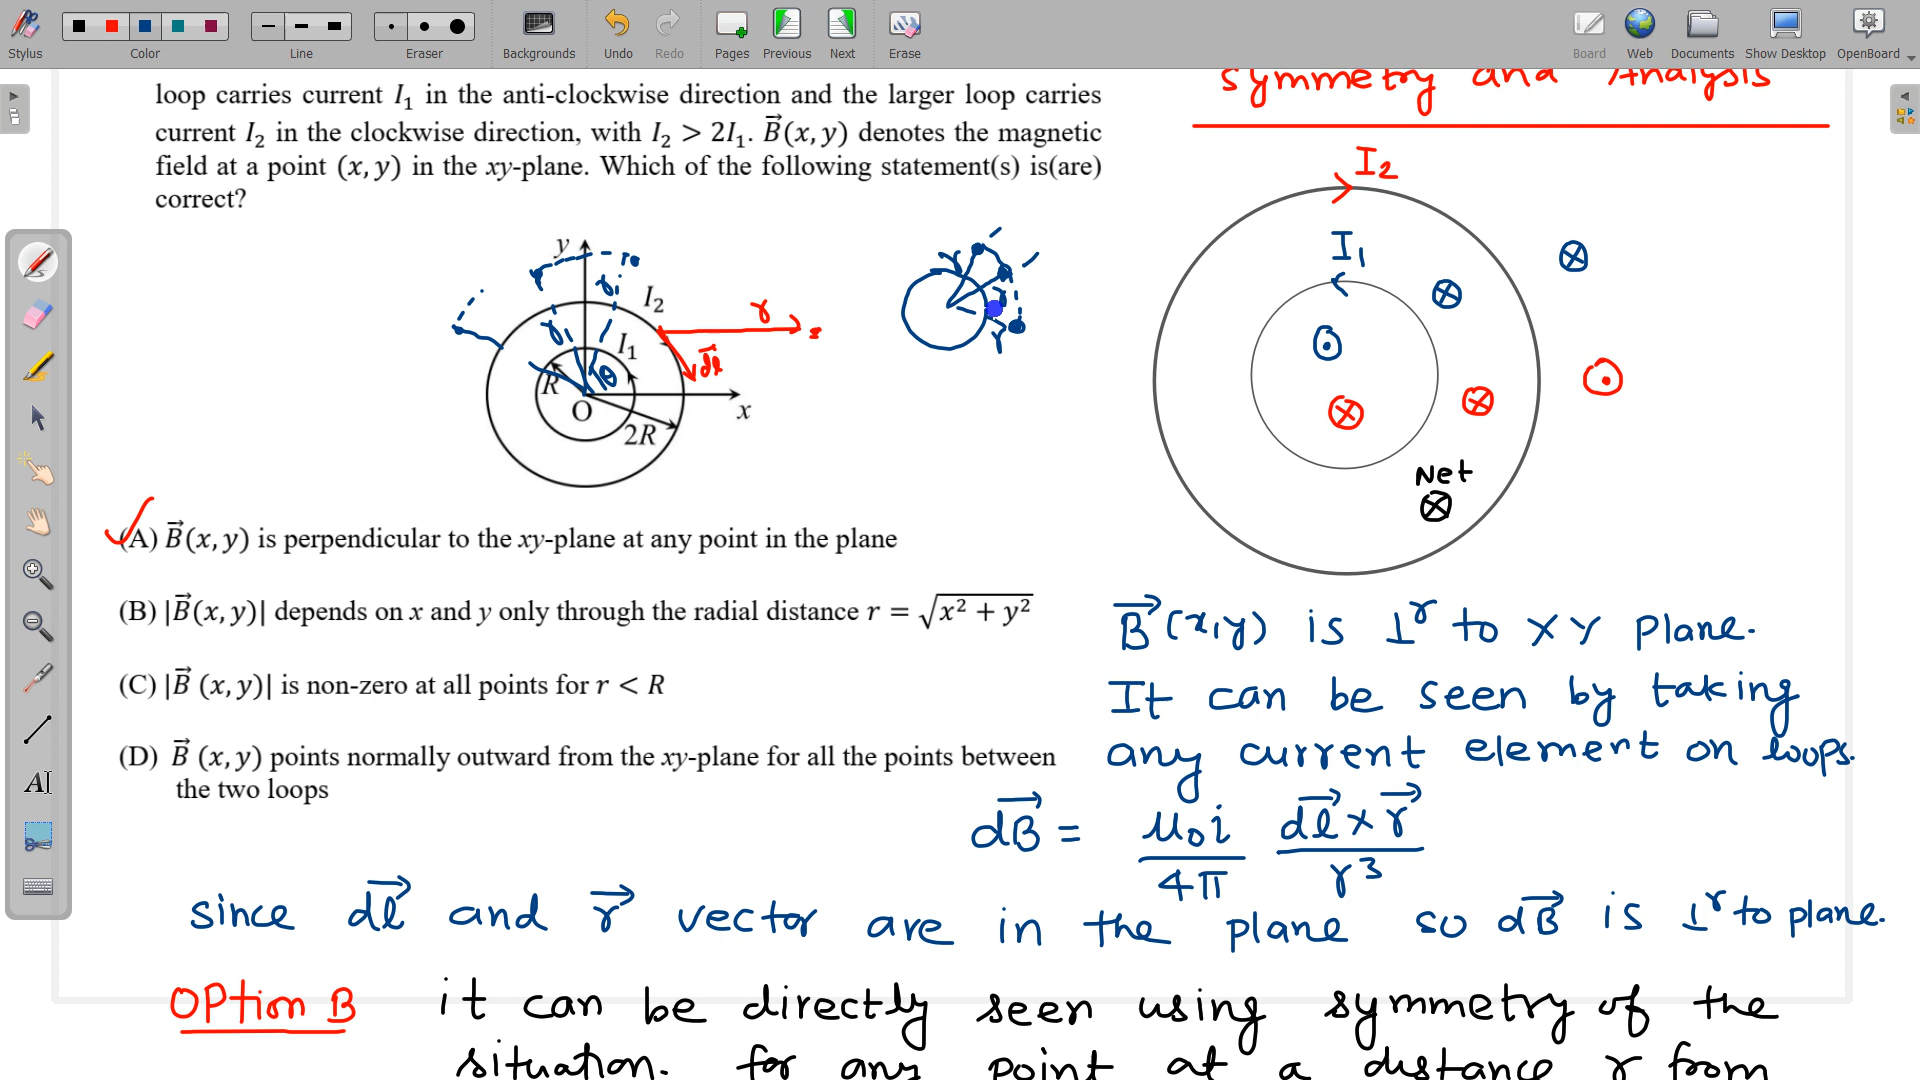 Stylus
Color
Line
Eraser
Backgrounds
Undo
Redo
Pages
Previous
Next
Erase
Board
Web
Documents
Show Desktop
OpenBoard
symmetry and Analysis
loop carries current I₁ in the anti-clockwise direction and the larger loop carries
current I₂ in the clockwise direction, with I₂ > 2I₁. B⃗(x, y) denotes the magnetic
field at a point (x, y) in the xy-plane. Which of the following statement(s) is(are)
correct?
y
I₂
I₁
R
O
2R
x
θ
r
d⃗l
r
r
I₂
I₁
Net
(A) B⃗(x, y) is perpendicular to the xy-plane at any point in the plane
(B) |B⃗(x, y)| depends on x and y only through the radial distance r = √(x² + y²)
(C) |B⃗ (x, y)| is non-zero at all points for r < R
(D) B⃗ (x, y) points normally outward from the xy-plane for all the points between
the two loops
B⃗(x,y) is ⊥ʳ to XY plane.
It can be seen by taking
any current element on loops.
dB⃗ = μ₀i/4π dl⃗ × r⃗/r³
since dl⃗ and r⃗ vector are in the plane so dB⃗ is ⊥ʳ to plane.
OPtion B it can be directly seen using symmetry of the
situation. for any point at a distance r from